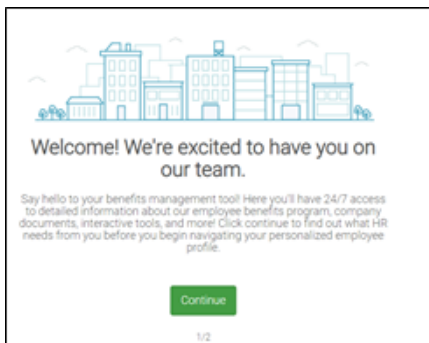 Welcome! We're excited to have you on
our team.
Say hello to your benefits management tool! Here you'll have 24/7 access
to detailed information about our employee benefits program, company
documents, interactive tools, and more! Click continue to find out what HR
needs from you before you begin navigating your personalized employee
profile.
Continue
1/2